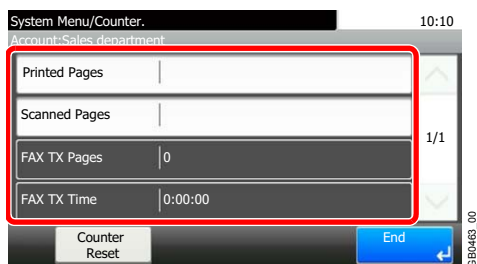 System Menu/Counter.
10:10
Account:Sales department
Printed Pages
Scanned Pages
1/1
FAX TX Pages 0
FAX TX Time 0:00:00
Counter
Reset
End
GB0463_00